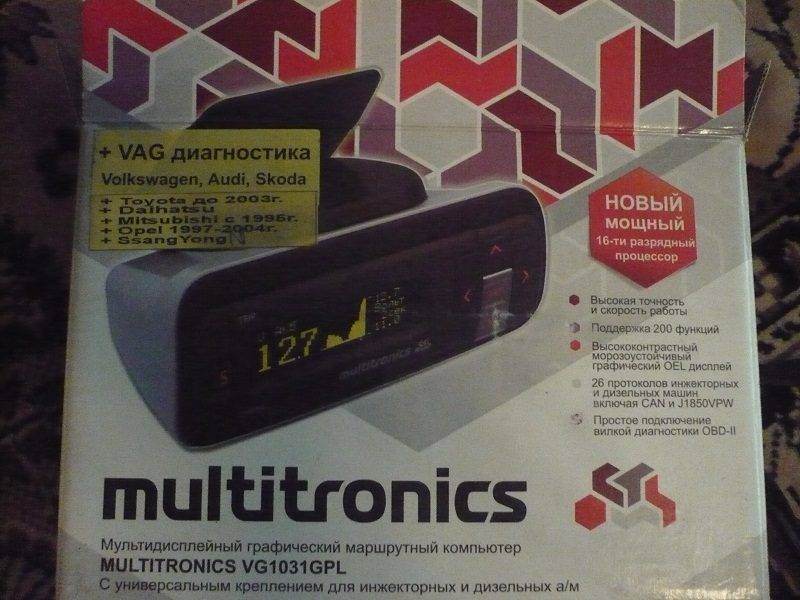 + VAG диагностика
Volkswagen, Audi, Skoda
+ Toyota до 2003г.
+ Daihatsu
+ Mitsubishi с 1996г.
+ Opel 1997-2004г.
+ SsangYong
НОВЫЙ
мощный
16-ти разрядный
процессор
Высокая точность
и скорость работы
Поддержка 200 функций
Высококонтрастный
морозоустойчивый
графический OEL дисплей
26 протоколов инжекторных
и дизельных машин
включая CAN и J1850VPW
Простое подключение
вилкой диагностики OBD-II
127
multitronics
multitronics
Мультидисплейный графический маршрутный компьютер
MULTITRONICS VG1031GPL
С универсальным креплением для инжекторных и дизельных а/м